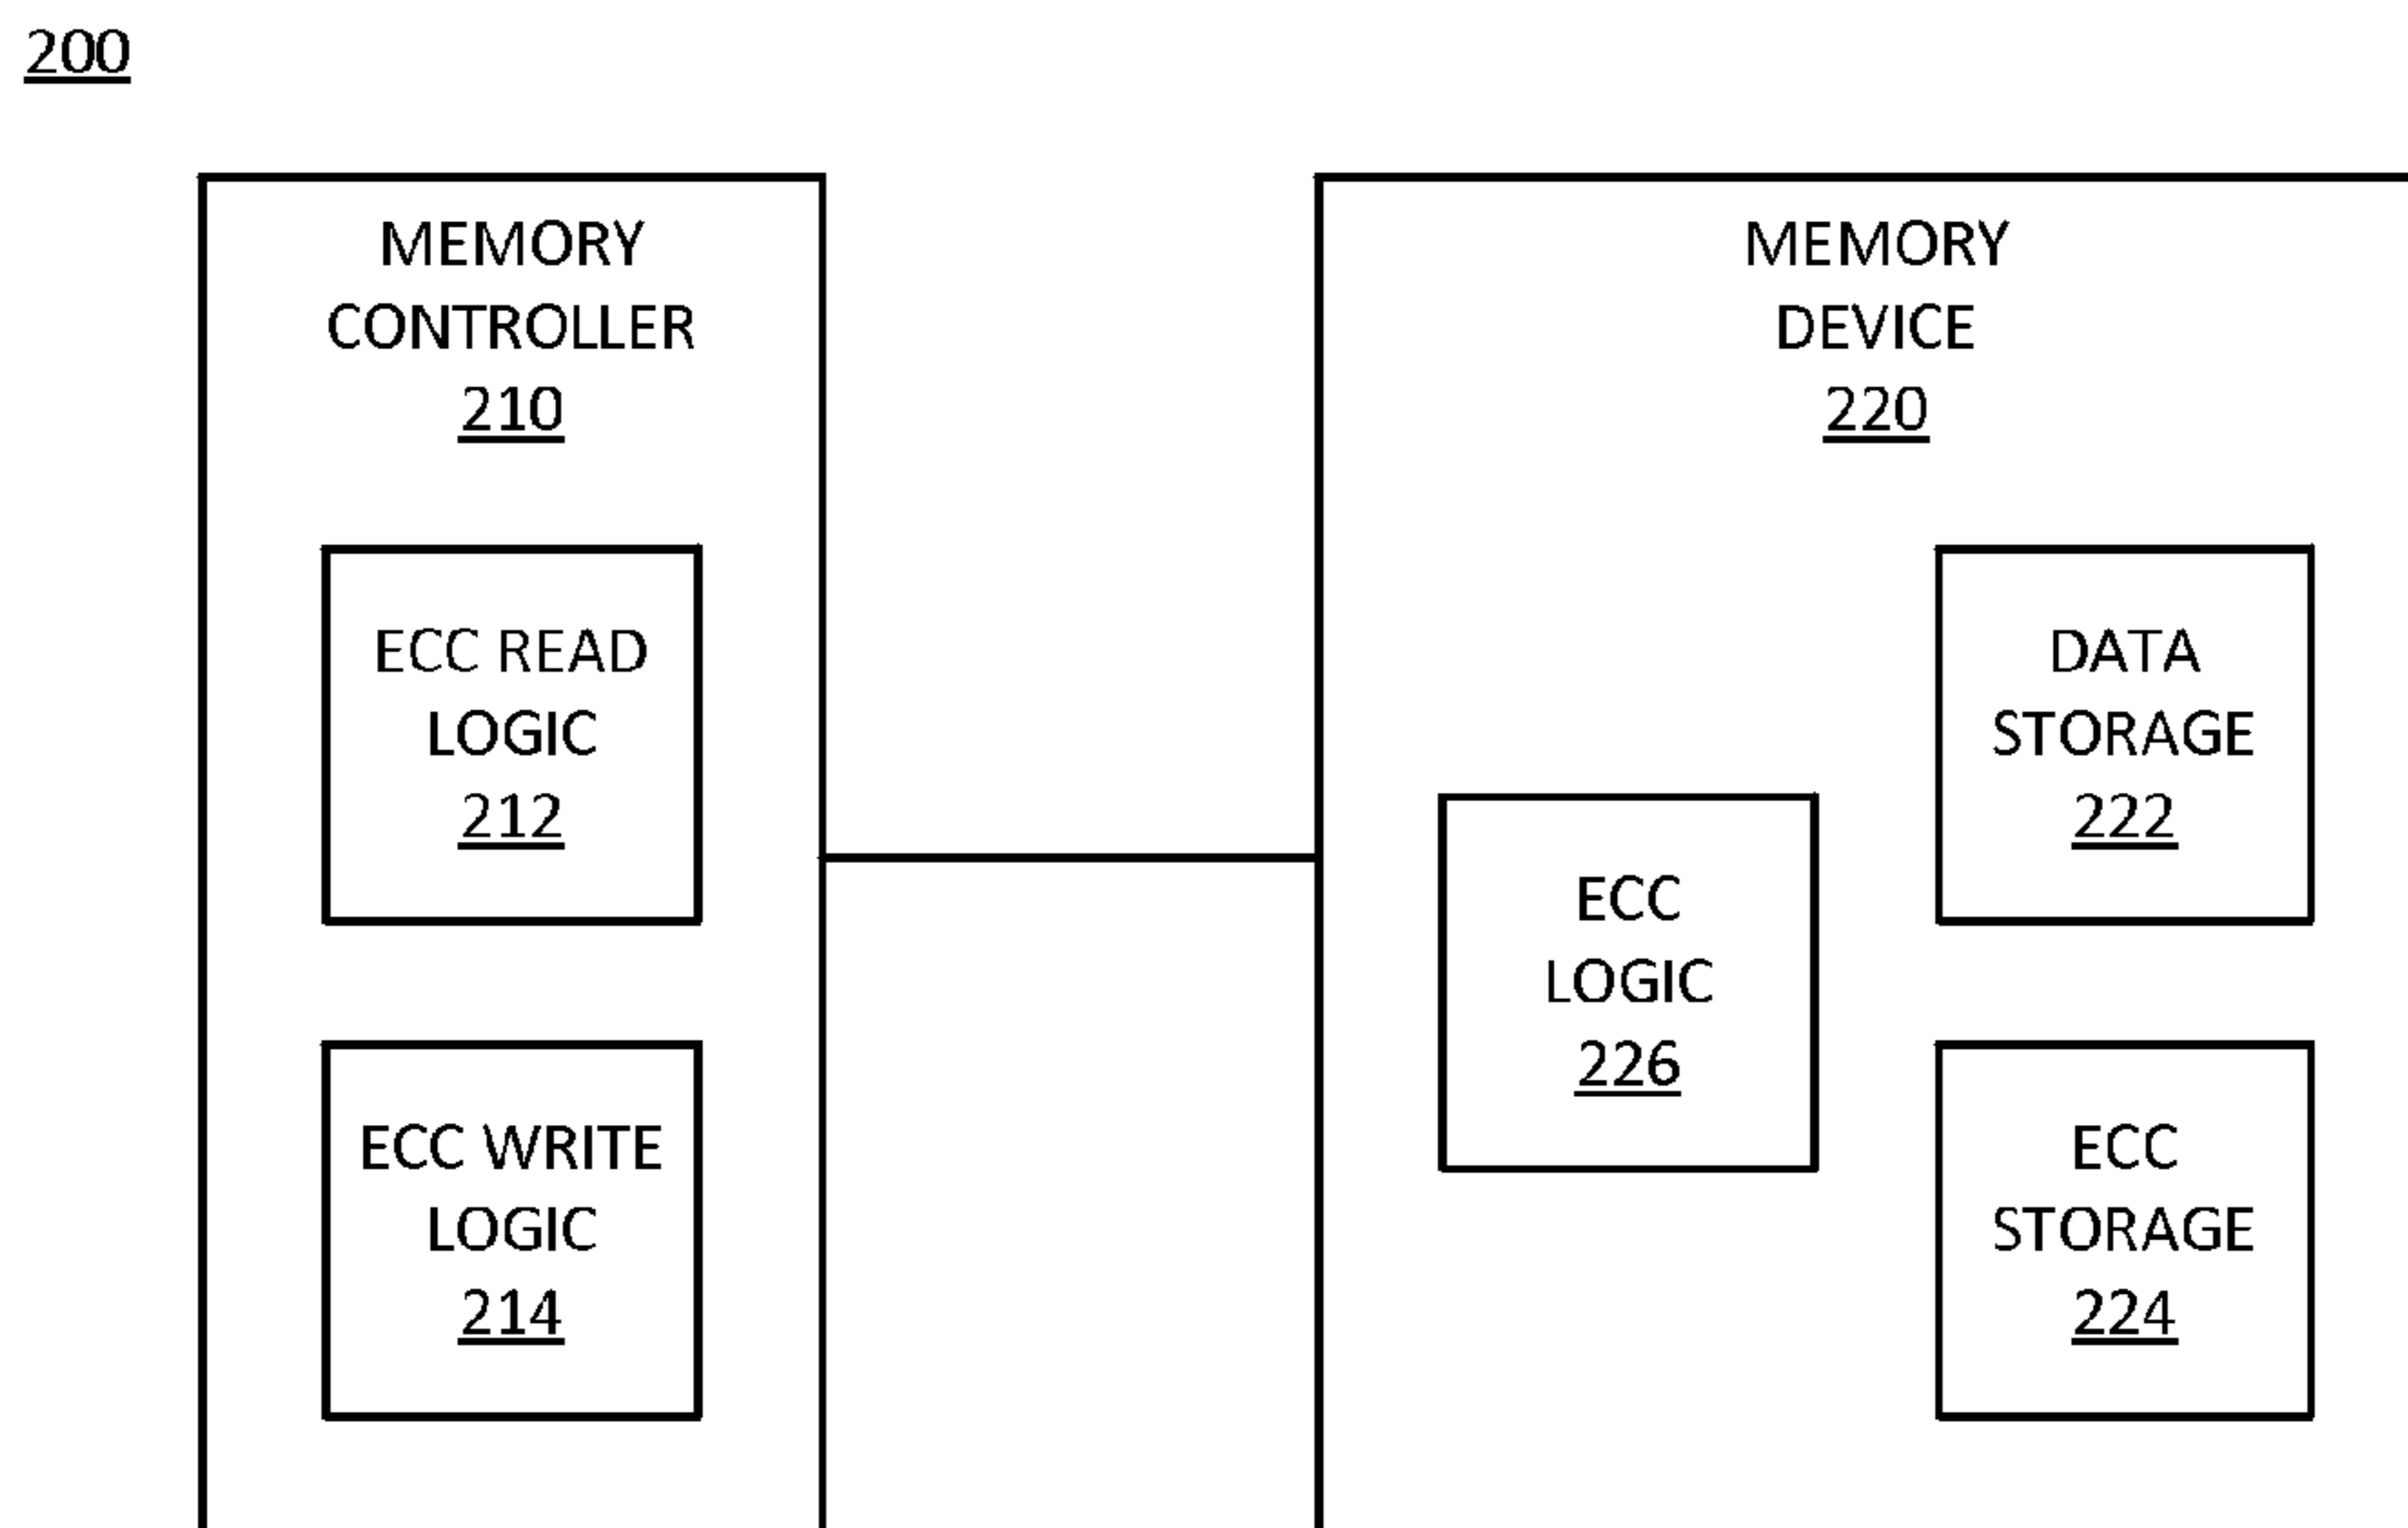 200
MEMORY
CONTROLLER
210
ECC READ
LOGIC
212
ECC WRITE
LOGIC
214
MEMORY
DEVICE
220
ECC
LOGIC
226
DATA
STORAGE
222
ECC
STORAGE
224